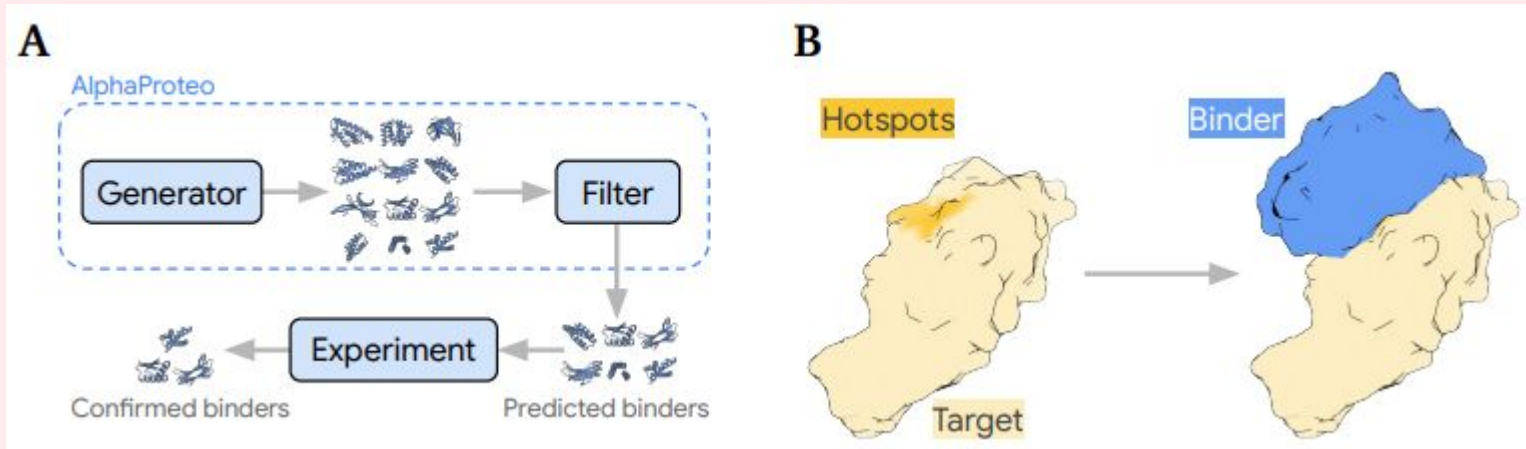 A
AlphaProteo
Generator
Filter
Experiment
Confirmed binders
Predicted binders
B
Hotspots
Binder
Target